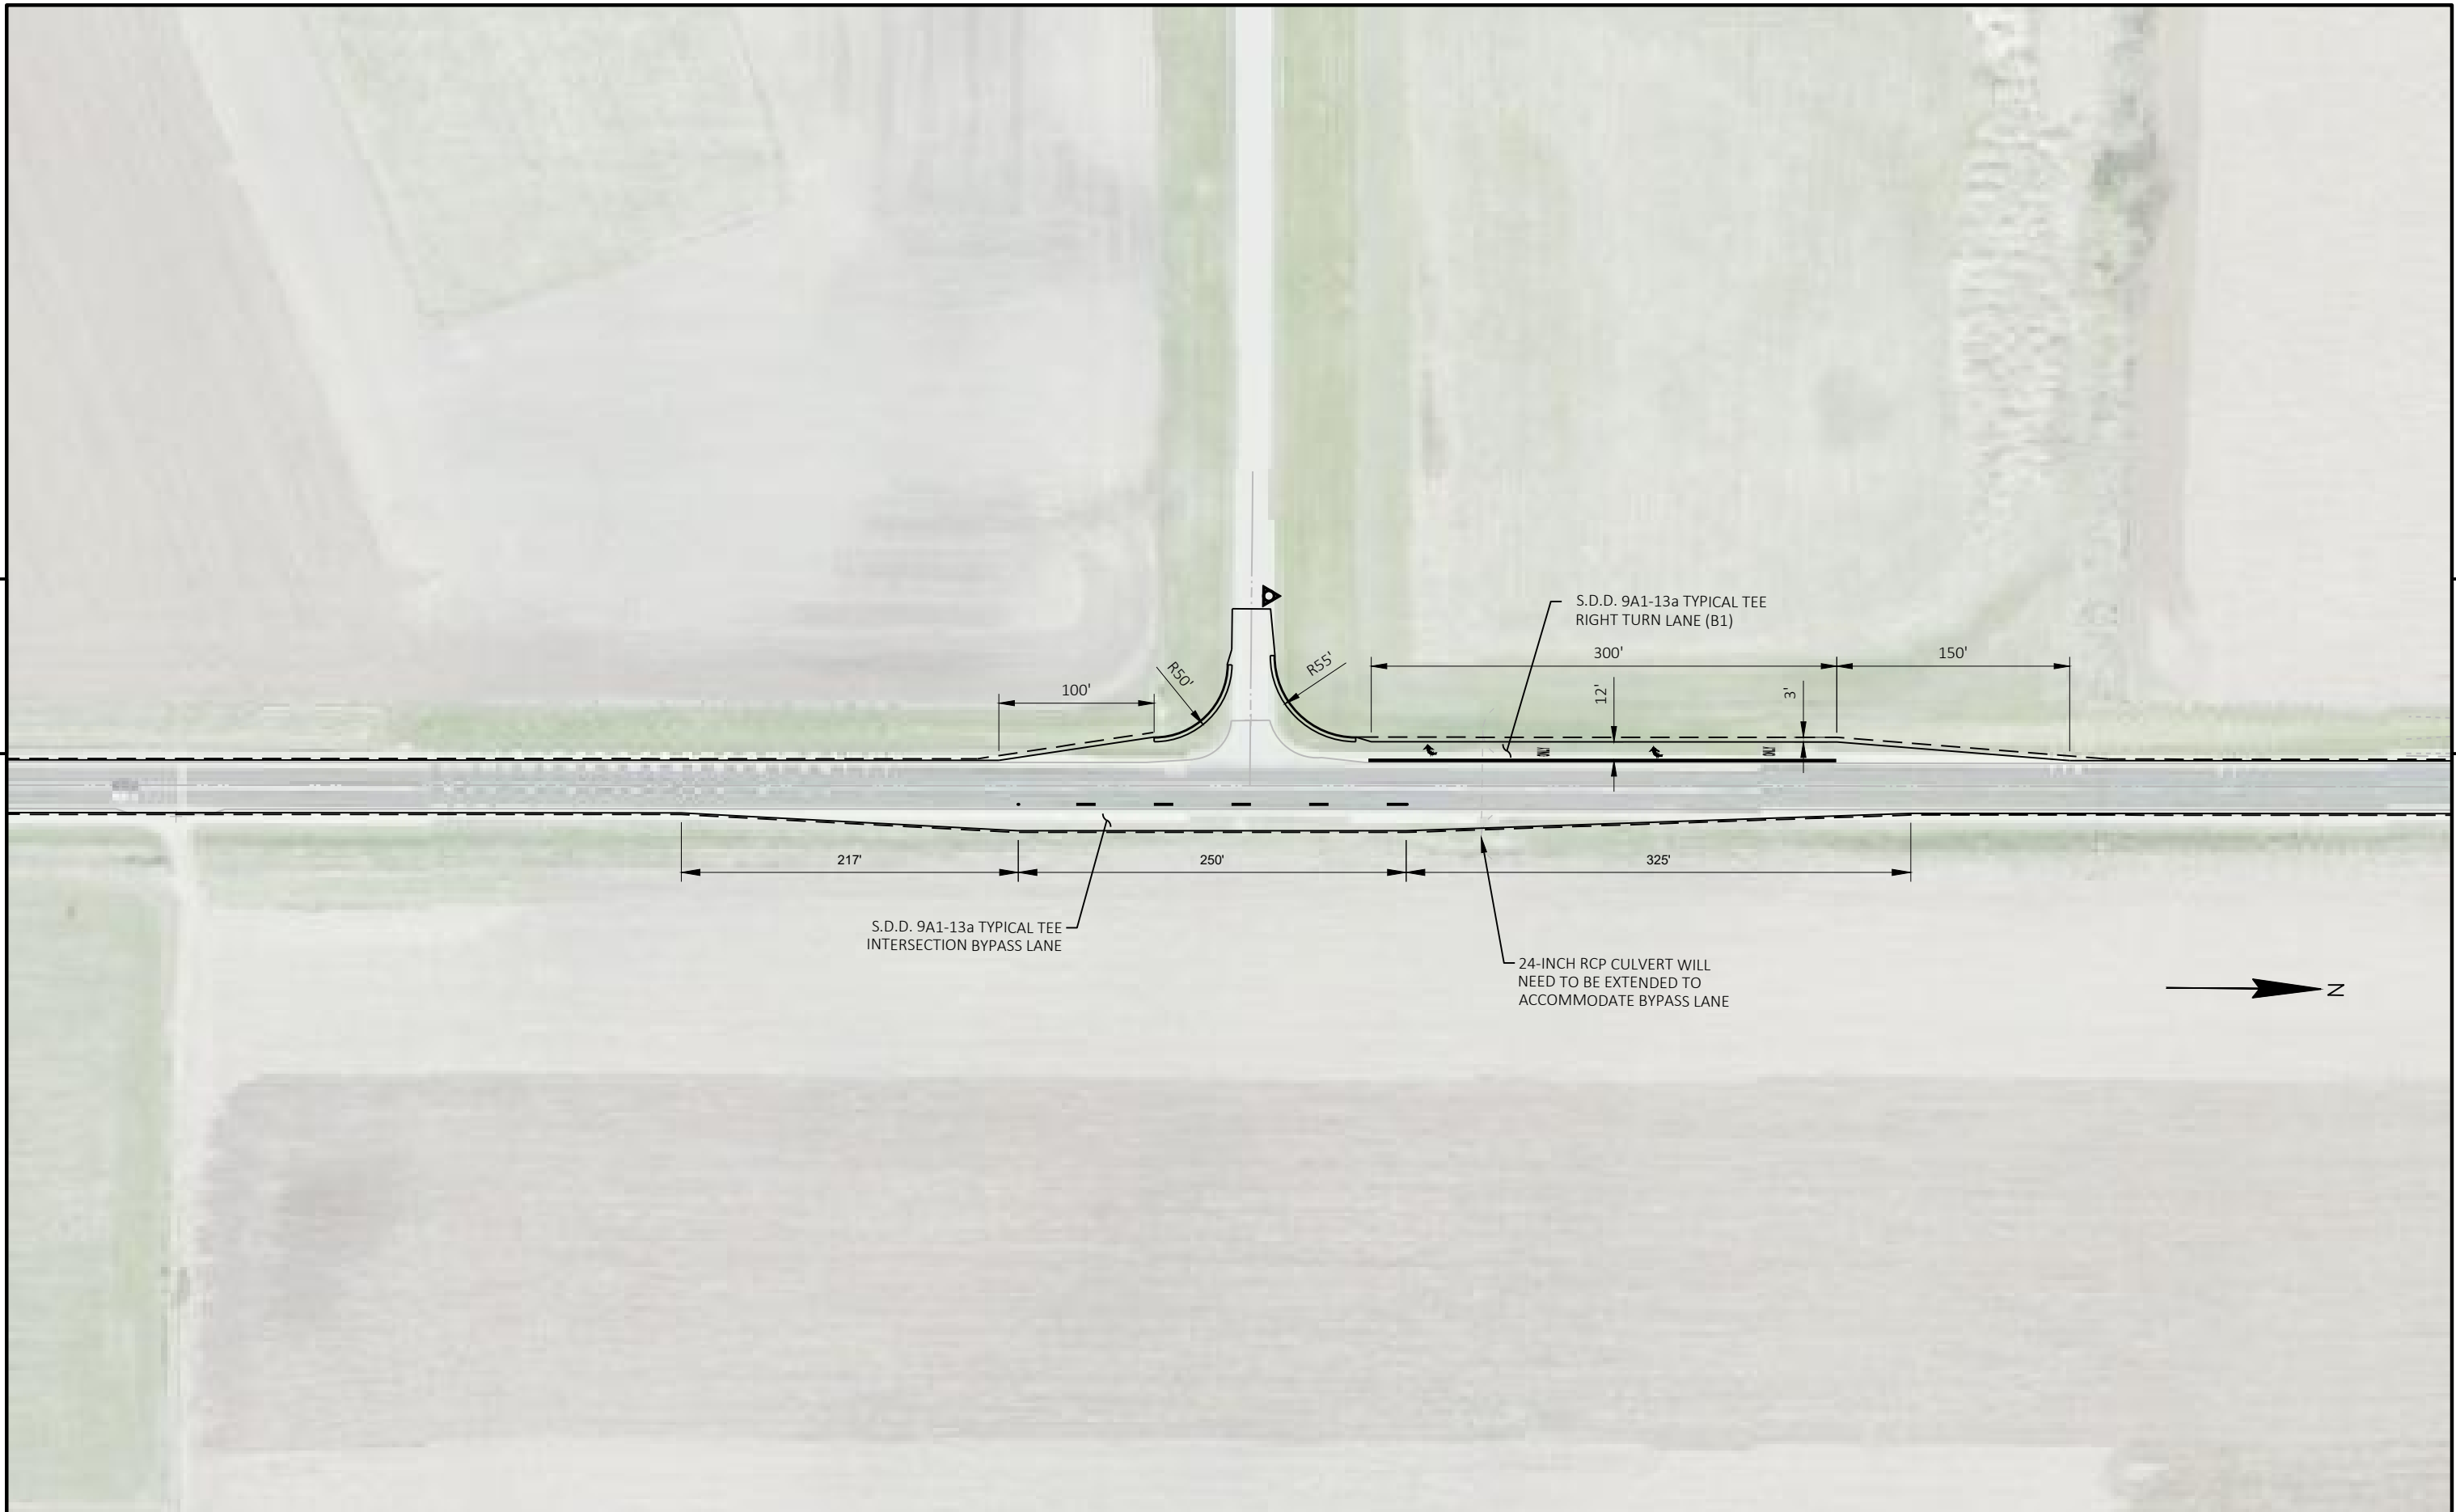 S.D.D. 9A1-13a TYPICAL TEE
RIGHT TURN LANE (B1)
300'
150'
100'
R50'
R55'
12'
3'
217'
250'
325'
S.D.D. 9A1-13a TYPICAL TEE
INTERSECTION BYPASS LANE
24-INCH RCP CULVERT WILL
NEED TO BE EXTENDED TO
ACCOMMODATE BYPASS LANE
N